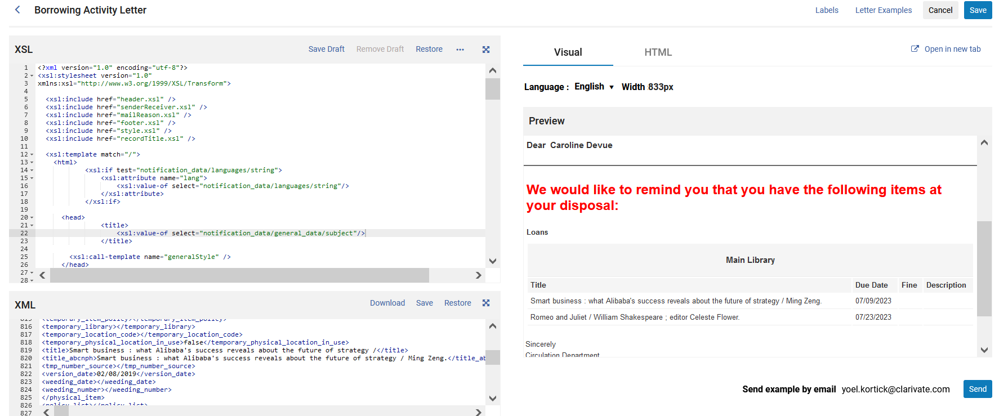 Borrowing Activity Letter
Labels Letter Examples Cancel Save
XSL
Save Draft Remove Draft Restore ...
1 <?xml version="1.0" encoding="utf-8"?>
2 <xsl:stylesheet version="1.0"
3 xmlns:xsl="http://www.w3.org/1999/XSL/Transform">
4
5 <xsl:include href="header.xsl" />
6 <xsl:include href="senderReceiver.xsl" />
7 <xsl:include href="mailReason.xsl" />
8 <xsl:include href="footer.xsl" />
9 <xsl:include href="style.xsl" />
10 <xsl:include href="recordTitle.xsl" />
11
12 <xsl:template match="/">
13 <html>
14 <xsl:if test="notification_data/languages/string">
15 <xsl:attribute name="lang">
16 <xsl:value-of select="notification_data/languages/string"/>
17 </xsl:attribute>
18 </xsl:if>
19
20 <head>
21 <title>
22 <xsl:value-of select="notification_data/general_data/subject"/>
23 </title>
24
25 <xsl:call-template name="generalStyle" />
26 </head>
27
28
XML
Download Save Restore
815 <temporary_item_policy></temporary_item_policy>
816 <temporary_library></temporary_library>
817 <temporary_location_code></temporary_location_code>
818 <temporary_physical_location_in_use>false</temporary_physical_location_in_use>
819 <title>Smart business : what Alibaba's success reveals about the future of strategy /</title>
820 <title_abcnph>Smart business : what Alibaba's success reveals about the future of strategy / Ming Zeng.</title_ab
821 <tmp_number_source></tmp_number_source>
822 <version_date>02/08/2019</version_date>
823 <weeding_date></weeding_date>
824 <weeding_number></weeding_number>
825 </physical_item>
826 <policy_list></policy_list>
827
Visual HTML
Open in new tab
Language : English Width 833px
Preview
Dear Caroline Devue
We would like to remind you that you have the following items at
your disposal:
Loans
Main Library
Title Due Date Fine Description
Smart business : what Alibaba's success reveals about the future of strategy / Ming Zeng. 07/09/2023
Romeo and Juliet / William Shakespeare ; editor Celeste Flower. 07/23/2023
Sincerely
Circulation Department
Send example by email yoel.kortick@clarivate.com Send